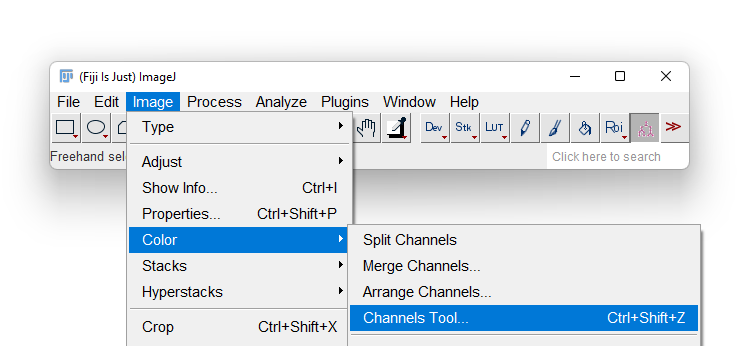 (Fiji Is Just) ImageJ
File Edit Image Process Analyze Plugins Window Help
Type
Dev Stk LUT Roi >>
Freehand sel
Click here to search
Adjust
Show Info... Ctrl+I
Properties... Ctrl+Shift+P
Color
Split Channels
Stacks
Merge Channels...
Hyperstacks
Arrange Channels...
Channels Tool... Ctrl+Shift+Z
Crop Ctrl+Shift+X